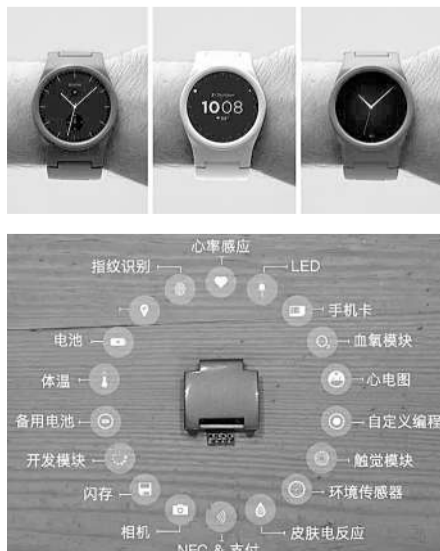 1008
心率感应
指纹识别
LED
手机卡
电池
血氧模块
体温
心电图
备用电池
自定义编程
开发模块
触觉模块
闪存
环境传感器
相机
皮肤电反应
NFC & 支付